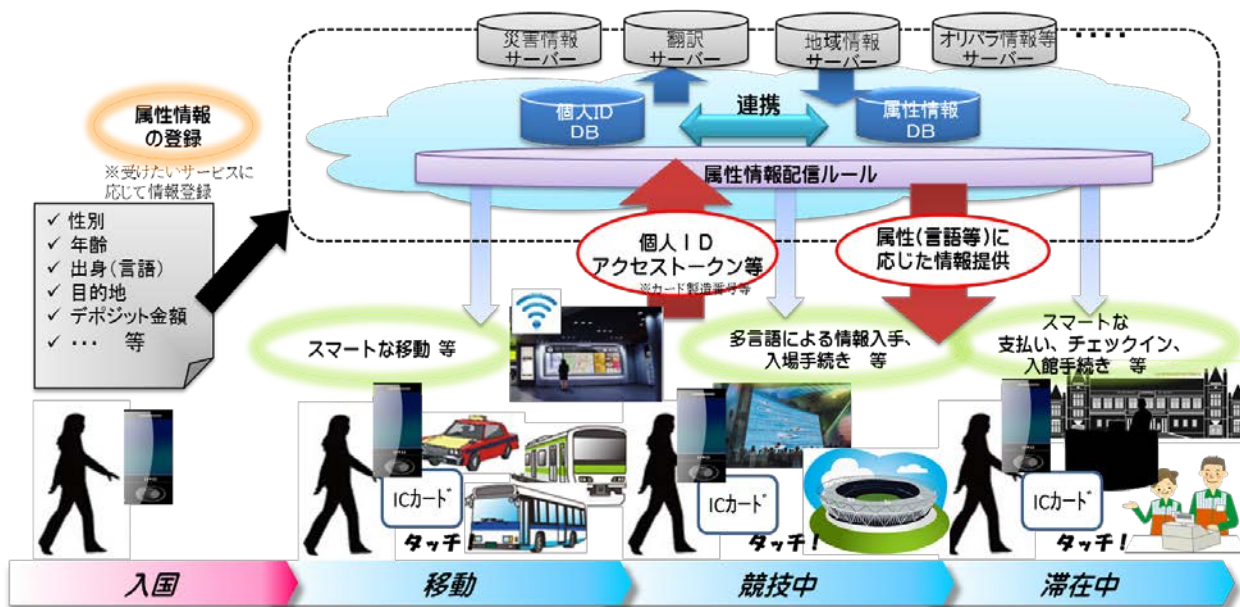 災害情報
サーバー
翻訳
サーバー
地域情報
サーバー
オリパラ情報等
サーバー
・・・・
属性情報
の登録
※受けたいサービスに
応じて情報登録
✓ 性別
✓ 年齢
✓ 出身(言語)
✓ 目的地
✓ デポジット金額
✓ ・・・ 等
個人ID
DB
連携
属性情報
DB
属性情報配信ルール
個人ID
アクセストークン等
※カード製造番号等
属性(言語等)に
応じた情報提供
スマートな移動 等
多言語による情報入手、
入場手続き 等
スマートな
支払い、チェックイン、
入館手続き 等
ICカード
タッチ
ICカード
タッチ!
ICカード
タッチ!
入国
移動
競技中
滞在中